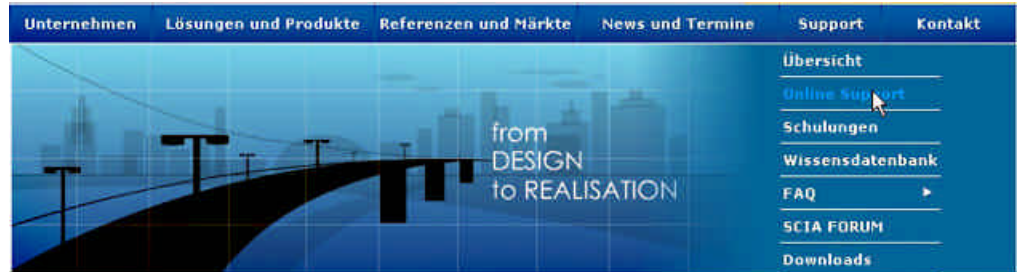 Unternehmen Lösungen und Produkte Referenzen und Märkte News und Termine Support Kontakt
Übersicht
Online Support
Schulungen
Wissensdatenbank
FAQ
SCIA FORUM
Downloads
from
DESIGN
to REALISATION